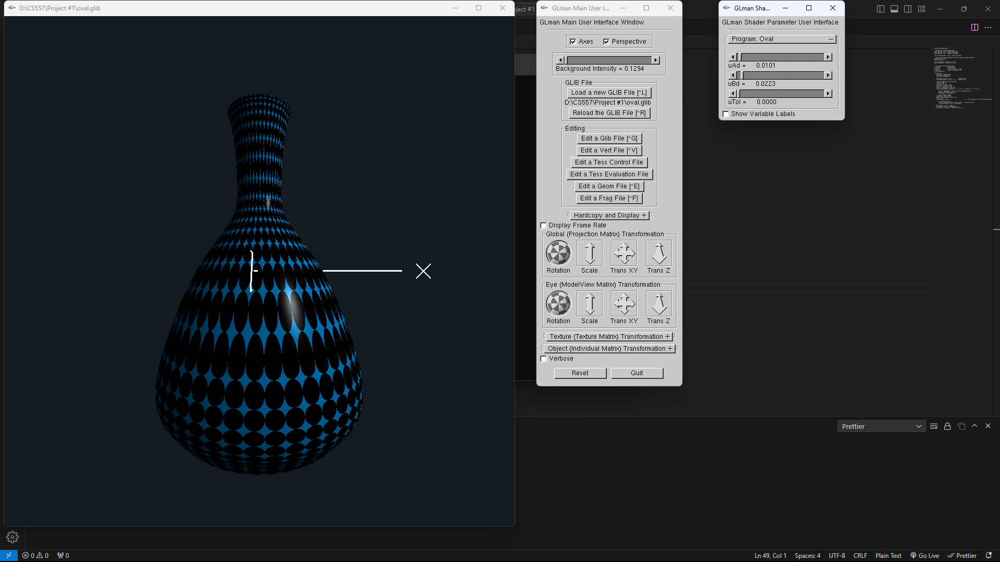 D:\CS557\Project #1\oval.glib
oject #1
GLman Main User I...
GLman Main User Interface Window
Axes
Perspective
Background Intensity = 0.1294
GLIB File
Load a new GLIB File [^L]
D:\CS557\Project #1\oval.glib
Reload the GLIB File [^R]
Editing
Edit a Glib File [^G]
Edit a Vert File [^V]
Edit a Tess Control File
Edit a Tess Evaluation File
Edit a Geom File [^E]
Edit a Frag File [^F]
Hardcopy and Display +
Display Frame Rate
Global (Projection Matrix) Transformation
Rotation Scale Trans XY Trans Z
Eye (ModelView Matrix) Transformation
Rotation Scale Trans XY Trans Z
Texture (Texture Matrix) Transformation +
Object (Individual Matrix) Transformation +
Verbose
Reset
Quit
GLman Sha...
GLman Shader Parameter User Interface
Program: Oval
uAd = 0.0101
uBd = 0.0223
uTol = 0.0000
Show Variable Labels
X
Prettier
0 0 0
Ln 49, Col 1 Spaces: 4 UTF-8 CRLF Plain Text Go Live Prettier